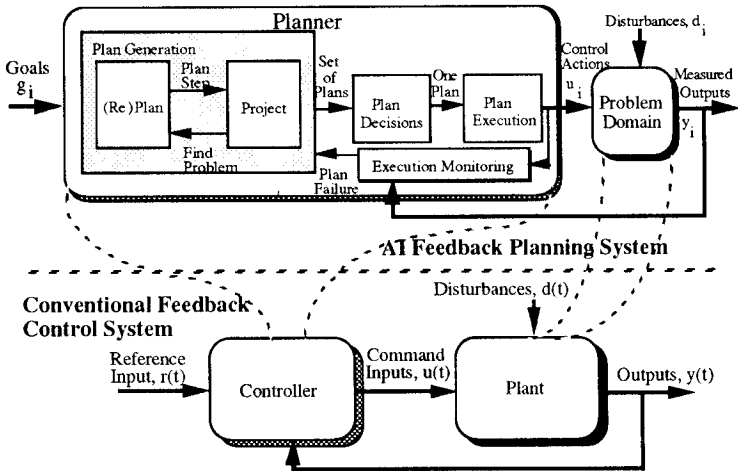 Planner
Disturbances, d i
Goals
g i
Plan Generation
Plan
Step
(Re)Plan
Project
Find
Problem
Set
of
Plans
Plan
Decisions
One
Plan
Plan
Execution
Control
Actions
u i
Problem
Domain
Measured
Outputs
y i
Execution Monitoring
Plan
Failure
AI Feedback Planning System
Conventional Feedback
Control System
Disturbances, d(t)
Reference
Input, r(t)
Controller
Command
Inputs, u(t)
Plant
Outputs, y(t)